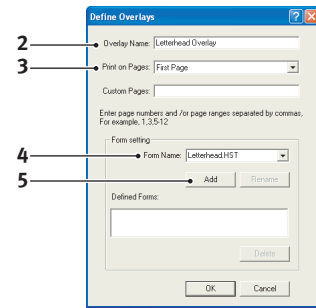 Define Overlays
2 Overlay Name: Letterhead Overlay
3 Print on Pages: First Page
Custom Pages:
Enter page numbers and /or page ranges separated by commas,
For example, 1,3,5-12
Form setting
4 Form Name: Letterhead.HST
5 Add Rename
Defined Forms:
Delete
OK Cancel